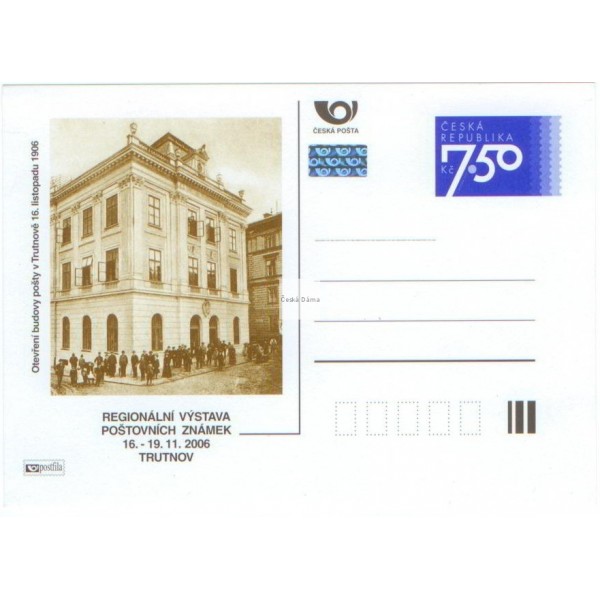 Otevření budovy pošty v Trutnově 16. listopadu 1906
REGIONÁLNÍ VÝSTAVA
POŠTOVNÍCH ZNÁMEK
16. - 19. 11. 2006
TRUTNOV
postfila
ČESKÁ POŠTA
ČESKÁ
REPUBLIKA
Kč 7.50
Česká Dáma